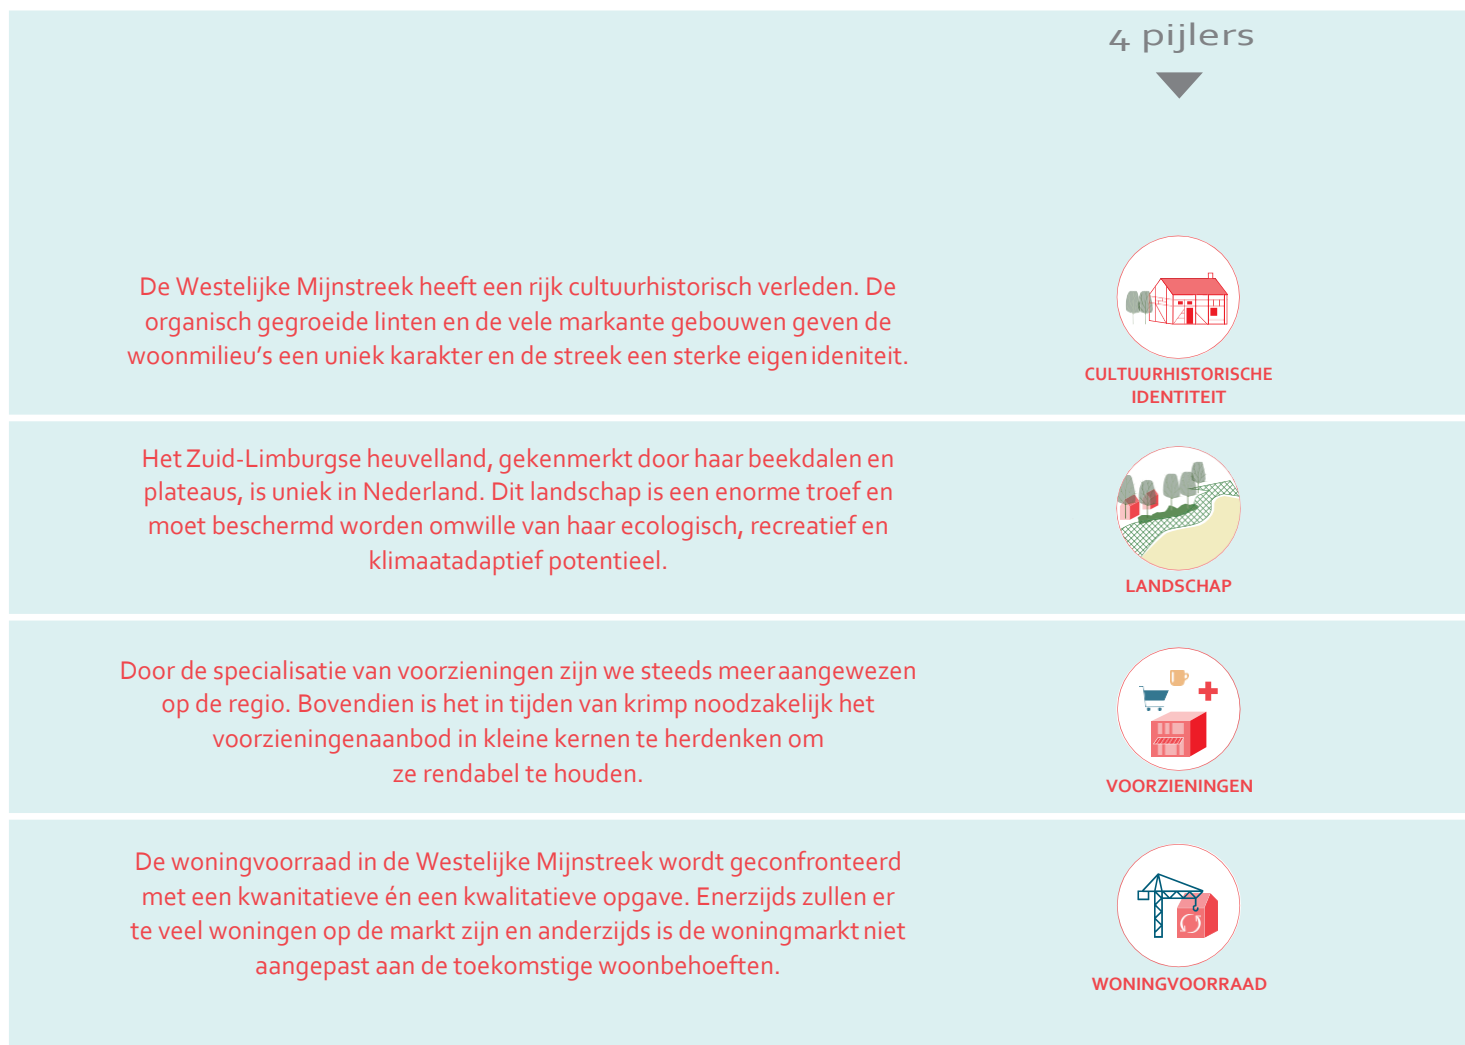 4 pijlers
De Westelijke Mijnstreek heeft een rijk cultuurhistorisch verleden. De
organisch gegroeide linten en de vele markante gebouwen geven de
woonmilieu's een uniek karakter en de streek een sterke eigen ideniteit.
CULTUURHISTORISCHE
IDENTITEIT
Het Zuid-Limburgse heuvelland, gekenmerkt door haar beekdalen en
plateaus, is uniek in Nederland. Dit landschap is een enorme troef en
moet beschermd worden omwille van haar ecologisch, recreatief en
klimaatadaptief potentieel.
LANDSCHAP
Door de specialisatie van voorzieningen zijn we steeds meer aangewezen
op de regio. Bovendien is het in tijden van krimp noodzakelijk het
voorzieningenaanbod in kleine kernen te herdenken om
ze rendabel te houden.
VOORZIENINGEN
De woningvoorraad in de Westelijke Mijnstreek wordt geconfronteerd
met een kwanitatieve én een kwalitatieve opgave. Enerzijds zullen er
te veel woningen op de markt zijn en anderzijds is de woningmarkt niet
aangepast aan de toekomstige woonbehoeften.
WONINGVOORRAAD